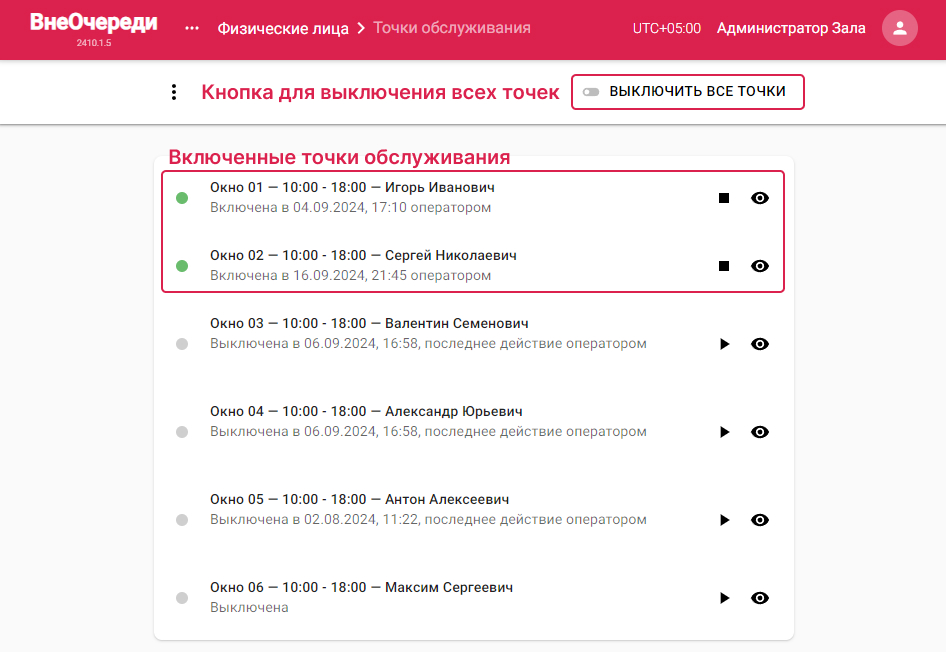 ВнеОчереди
2410.1.5
••• Физические лица > Точки обслуживания
UTC+05:00 Администратор Зала
Кнопка для выключения всех точек
ВЫКЛЮЧИТЬ ВСЕ ТОЧКИ
Включенные точки обслуживания
Окно 01 — 10:00 - 18:00 — Игорь Иванович
Включена в 04.09.2024, 17:10 оператором
Окно 02 — 10:00 - 18:00 — Сергей Николаевич
Включена в 16.09.2024, 21:45 оператором
Окно 03 — 10:00 - 18:00 — Валентин Семенович
Выключена в 06.09.2024, 16:58, последнее действие оператором
Окно 04 — 10:00 - 18:00 — Александр Юрьевич
Выключена в 06.09.2024, 16:58, последнее действие оператором
Окно 05 — 10:00 - 18:00 — Антон Алексеевич
Выключена в 02.08.2024, 11:22, последнее действие оператором
Окно 06 — 10:00 - 18:00 — Максим Сергеевич
Выключена